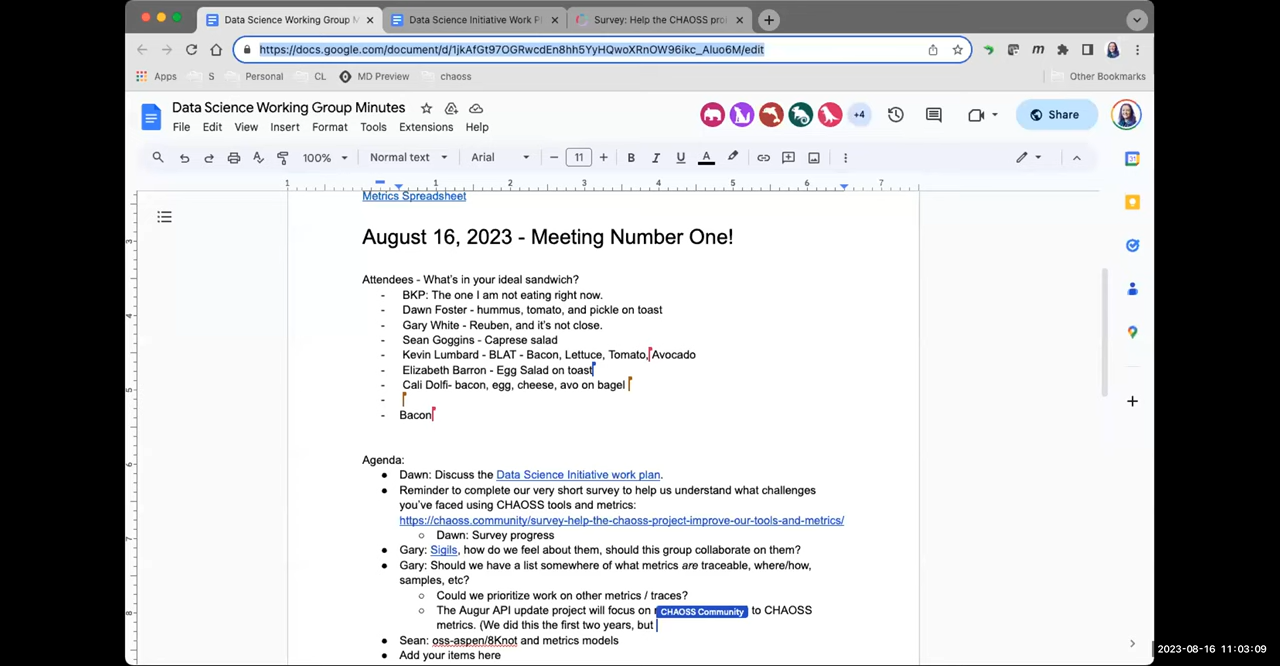 Data Science Working Group M
Data Science Initiative Work P
Survey: Help the CHAOSS pro
https://docs.google.com/document/d/1jkAfGt97OGRwcdEn8hh5YyHQwoXRnOW96ikc_Aluo6M/edit
Apps
S
Personal
CL
MD Preview
chaoss
Other Bookmarks
Data Science Working Group Minutes
+4
Share
File Edit View Insert Format Tools Extensions Help
100% Normal text Arial 11 B I U A
1 1 2 3 4 5 6 7
Metrics Spreadsheet
August 16, 2023 - Meeting Number One!
Attendees - What's in your ideal sandwich?
- BKP: The one I am not eating right now.
- Dawn Foster - hummus, tomato, and pickle on toast
- Gary White - Reuben, and it's not close.
- Sean Goggins - Caprese salad
- Kevin Lumbard - BLAT - Bacon, Lettuce, Tomato, Avocado
- Elizabeth Barron - Egg Salad on toast
- Cali Dolfi- bacon, egg, cheese, avo on bagel
-
- Bacon
Agenda:
● Dawn: Discuss the Data Science Initiative work plan.
● Reminder to complete our very short survey to help us understand what challenges
you've faced using CHAOSS tools and metrics:
https://chaoss.community/survey-help-the-chaoss-project-improve-our-tools-and-metrics/
○ Dawn: Survey progress
● Gary: Sigils, how do we feel about them, should this group collaborate on them?
● Gary: Should we have a list somewhere of what metrics are traceable, where/how,
samples, etc?
○ Could we prioritize work on other metrics / traces?
○ The Augur API update project will focus on CHAOSS Community to CHAOSS
metrics. (We did this the first two years, but
● Sean: oss-aspen/8Knot and metrics models
● Add your items here
2023-08-16 11:03:09